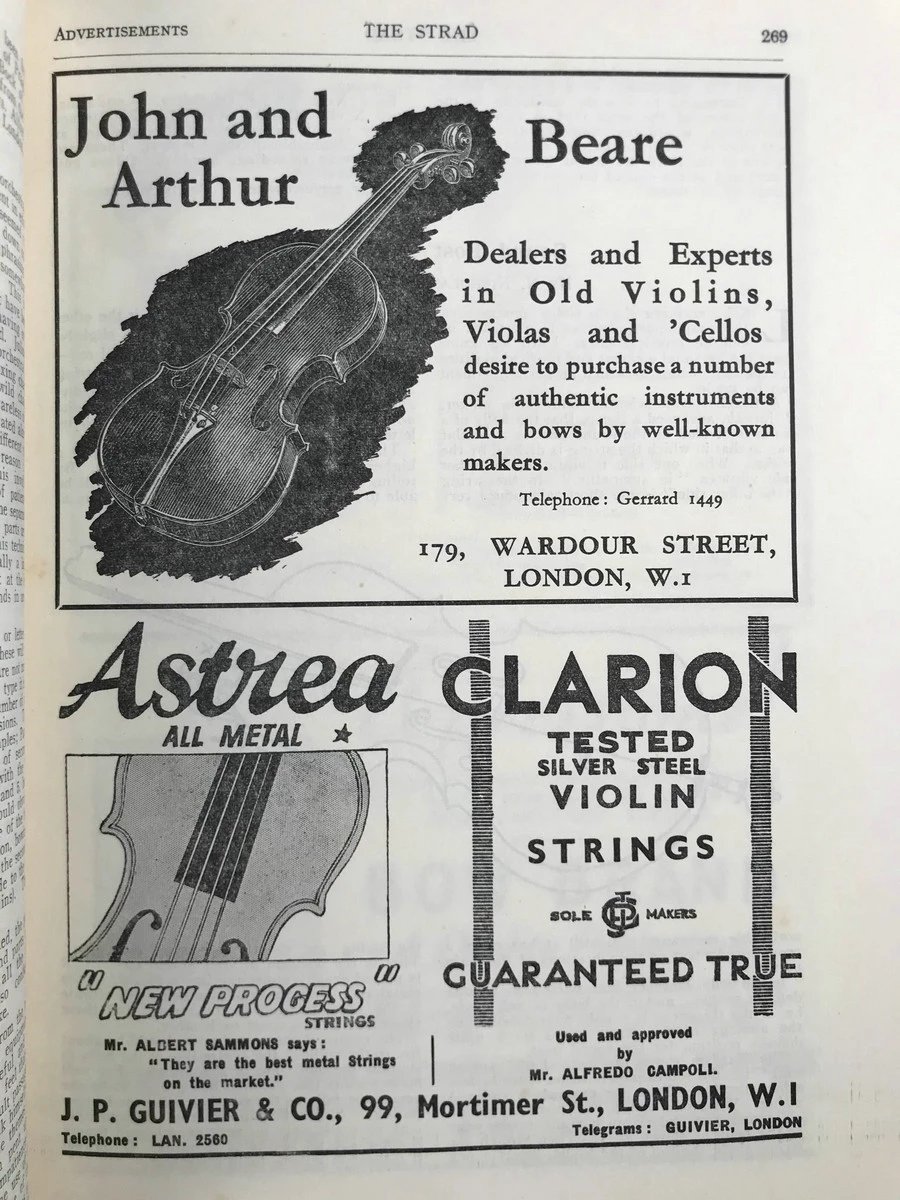 ADVERTISEMENTS THE STRAD 269
John and
Arthur
Beare
Dealers and Experts
in Old Violins,
Violas and 'Cellos
desire to purchase a number
of authentic instruments
and bows by well-known
makers.
Telephone: Gerrard 1449
179, WARDOUR STREET,
LONDON, W.1
Astrea
ALL METAL
"NEW PROCESS"
STRINGS
Mr. ALBERT SAMMONS says:
"They are the best metal Strings
on the market."
CLARION
TESTED
SILVER STEEL
VIOLIN
STRINGS
SOLE MAKERS
GUARANTEED TRUE
Used and approved
by
Mr. ALFREDO CAMPOLI.
J. P. GUIVIER & CO., 99, Mortimer St., LONDON, W.1
Telephone: LAN. 2560
Telegrams: GUIVIER, LONDON